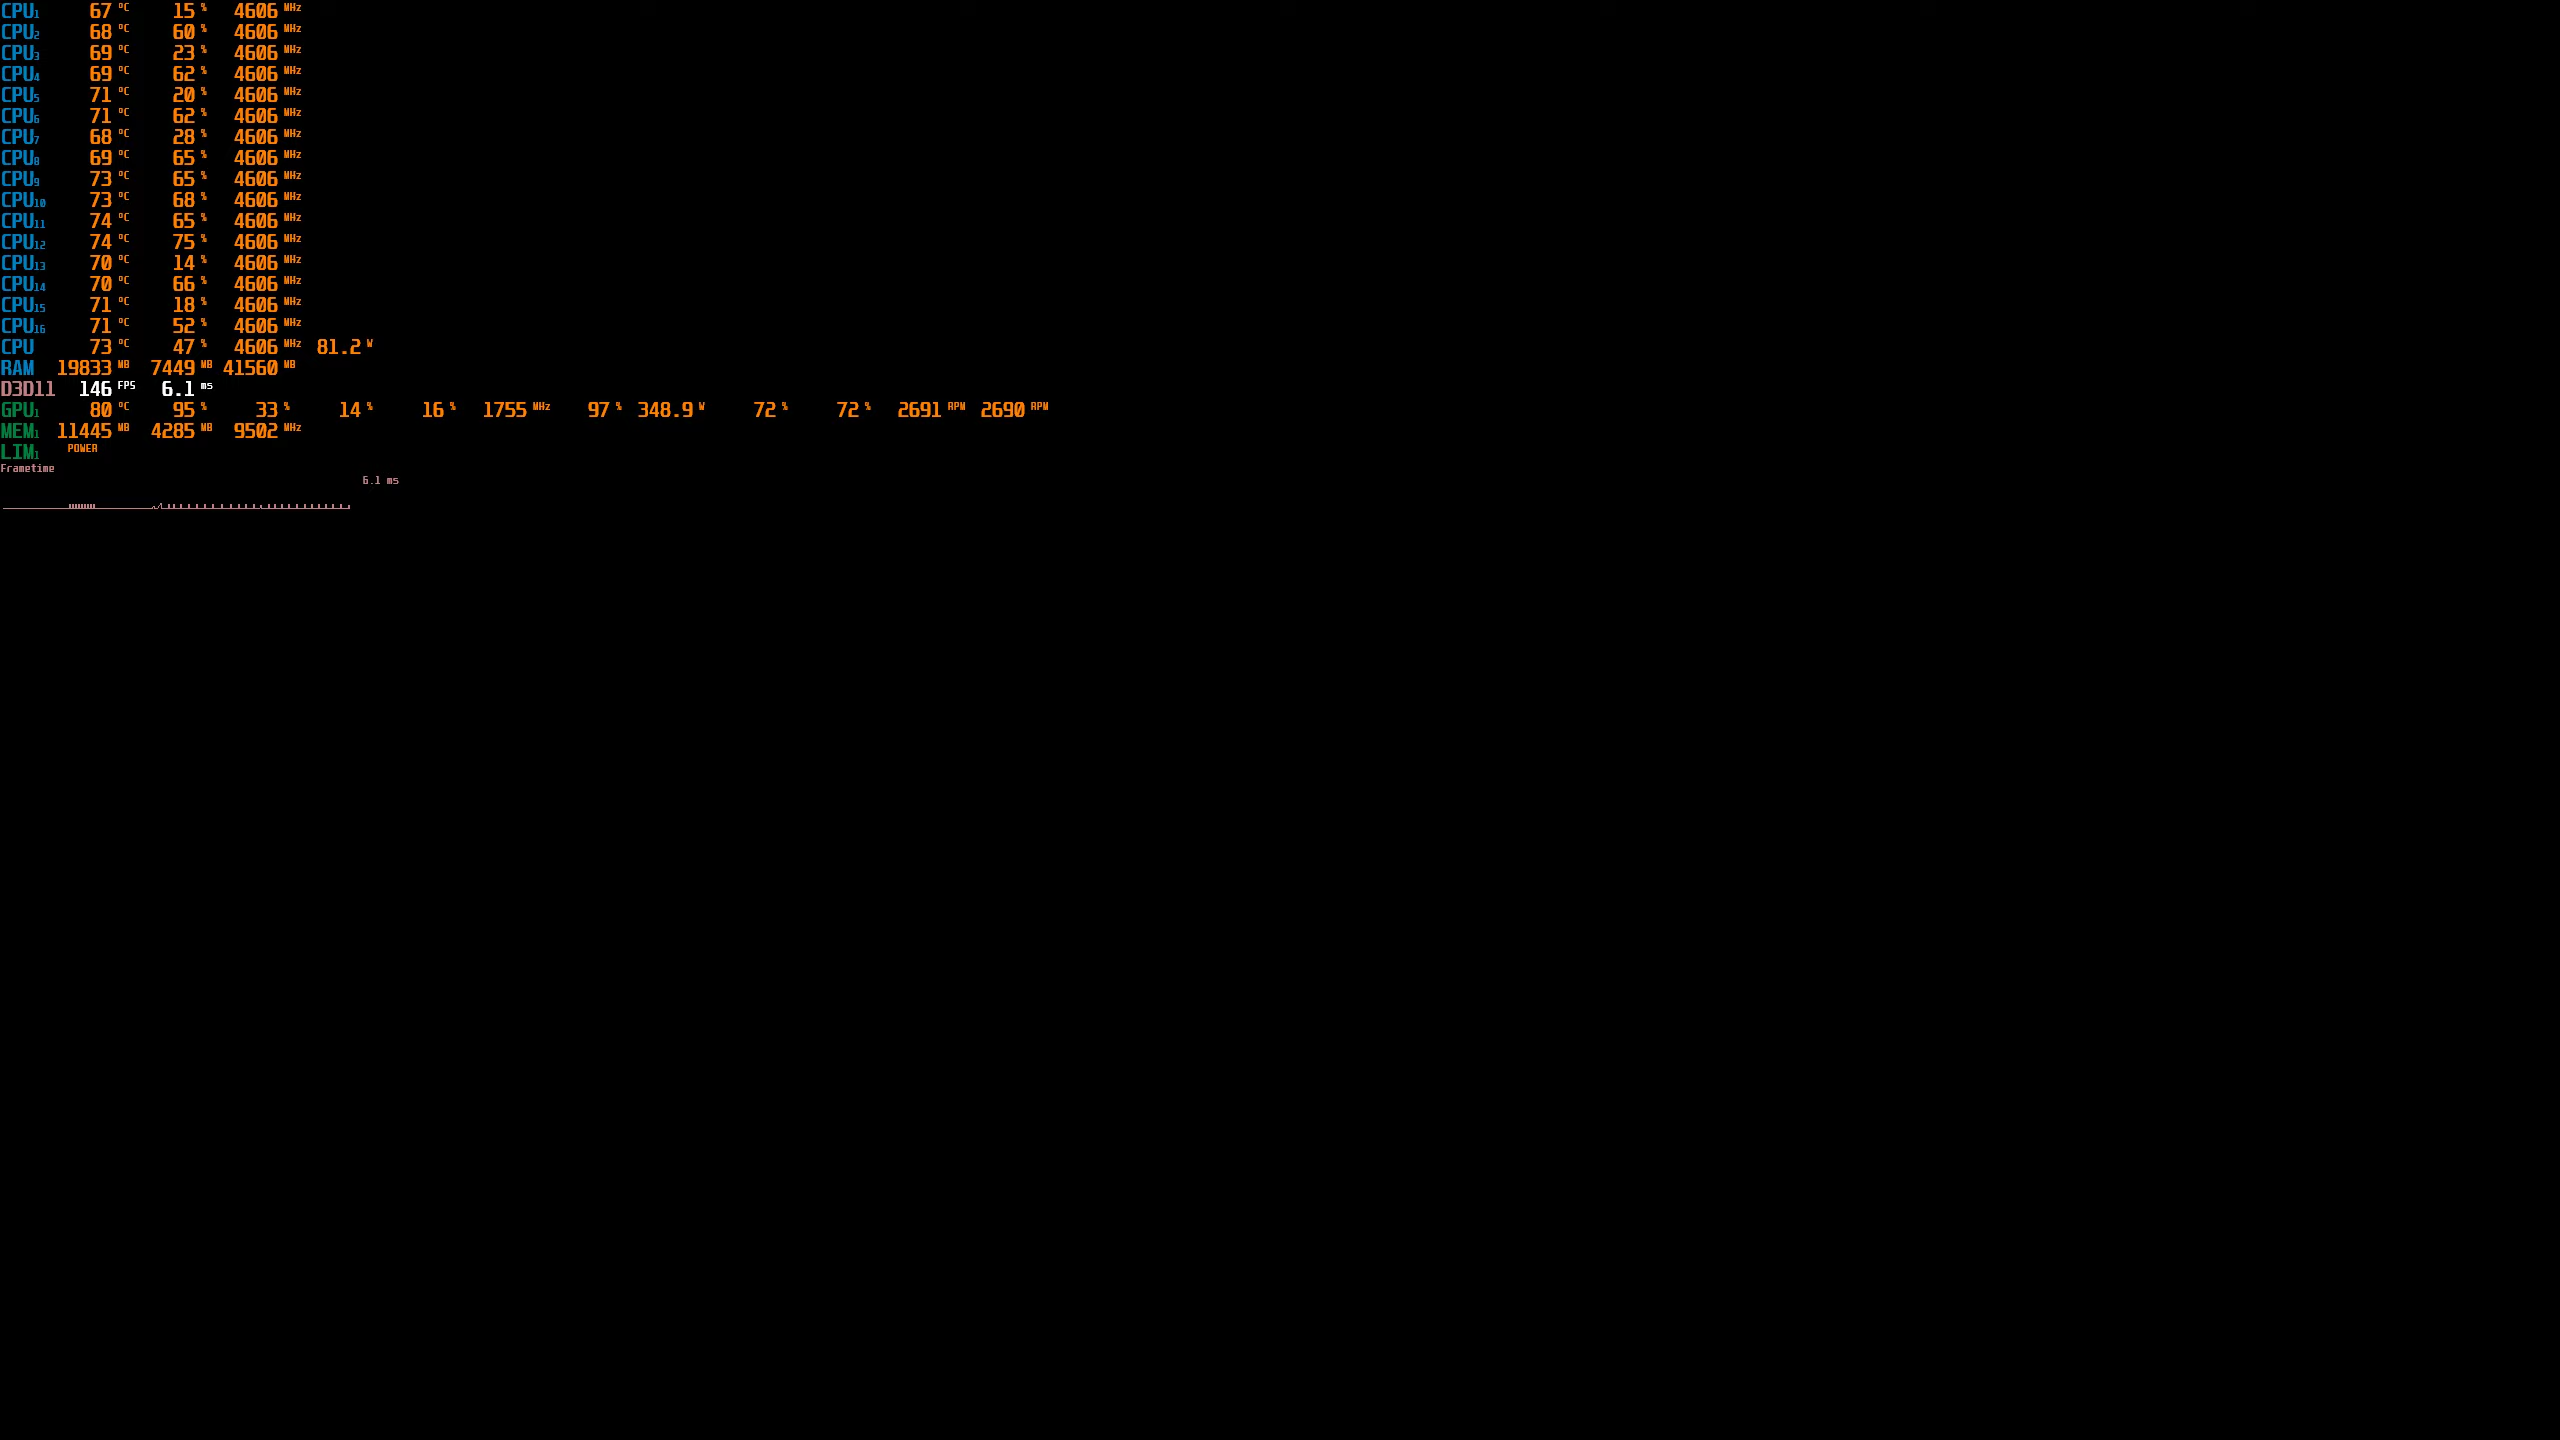 CPU1 67 °C 15 % 4606 MHz
CPU2 68 °C 60 % 4606 MHz
CPU3 69 °C 23 % 4606 MHz
CPU4 69 °C 62 % 4606 MHz
CPU5 71 °C 20 % 4606 MHz
CPU6 71 °C 62 % 4606 MHz
CPU7 68 °C 28 % 4606 MHz
CPU8 69 °C 65 % 4606 MHz
CPU9 73 °C 65 % 4606 MHz
CPU10 73 °C 68 % 4606 MHz
CPU11 74 °C 65 % 4606 MHz
CPU12 74 °C 75 % 4606 MHz
CPU13 70 °C 14 % 4606 MHz
CPU14 70 °C 66 % 4606 MHz
CPU15 71 °C 18 % 4606 MHz
CPU16 71 °C 52 % 4606 MHz
CPU 73 °C 47 % 4606 MHz 81.2 W
RAM 19833 MB 7449 MB 41560 MB
D3D11 146 FPS 6.1 ms
GPU1 80 °C 95 % 33 % 14 % 16 % 1755 MHz 97 % 348.9 W 72 % 72 % 2691 RPM 2690 RPM
MEM1 11445 MB 4285 MB 9502 MHz
LIM1 POWER
Frametime
6.1 ms